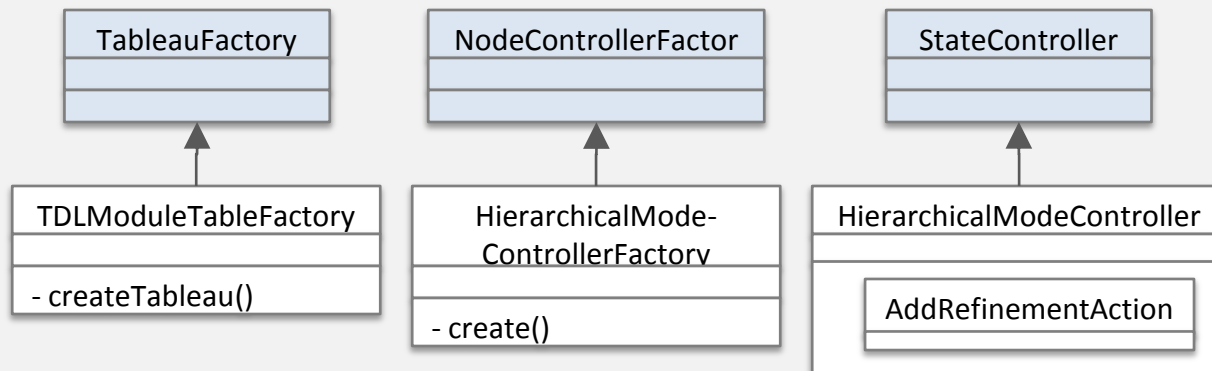 TableauFactory
NodeControllerFactor
StateController
TDLModuleTableFactory
- createTableau()
HierarchicalMode-
ControllerFactory
- create()
HierarchicalModeController
AddRefinementAction